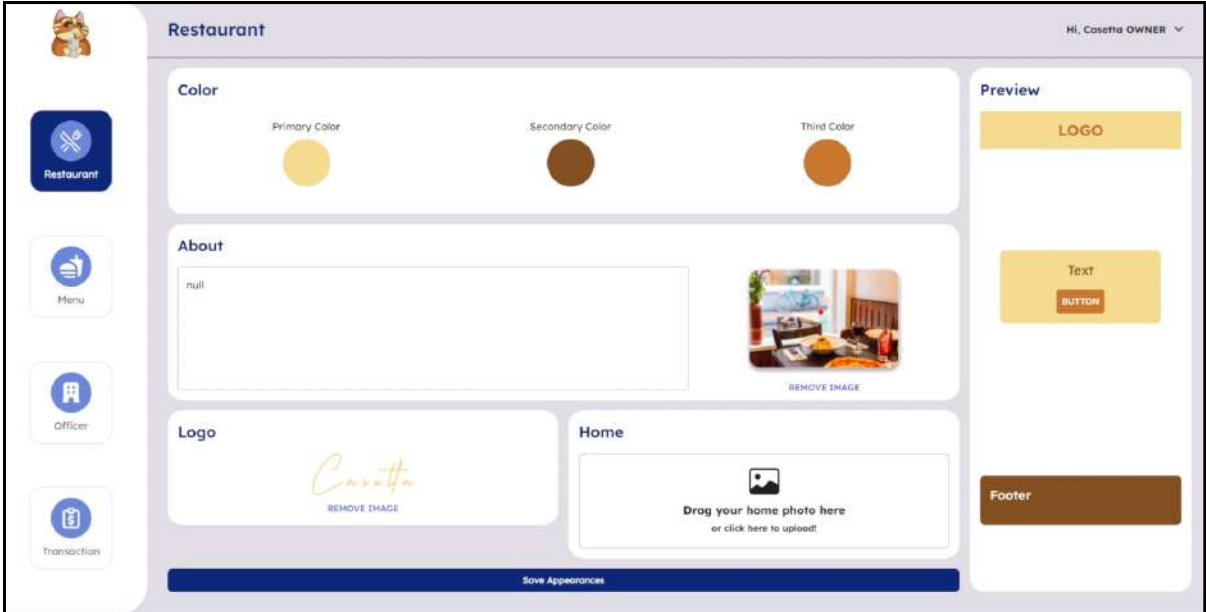 Restaurant
Hi, Casetta OWNER
Restaurant
Menu
Officer
Transaction
Color
Primary Color
Secondary Color
Third Color
About
null
REMOVE IMAGE
Logo
Casetta
REMOVE IMAGE
Home
Drag your home photo here
or click here to upload!
Save Appearances
Preview
LOGO
Text
BUTTON
Footer